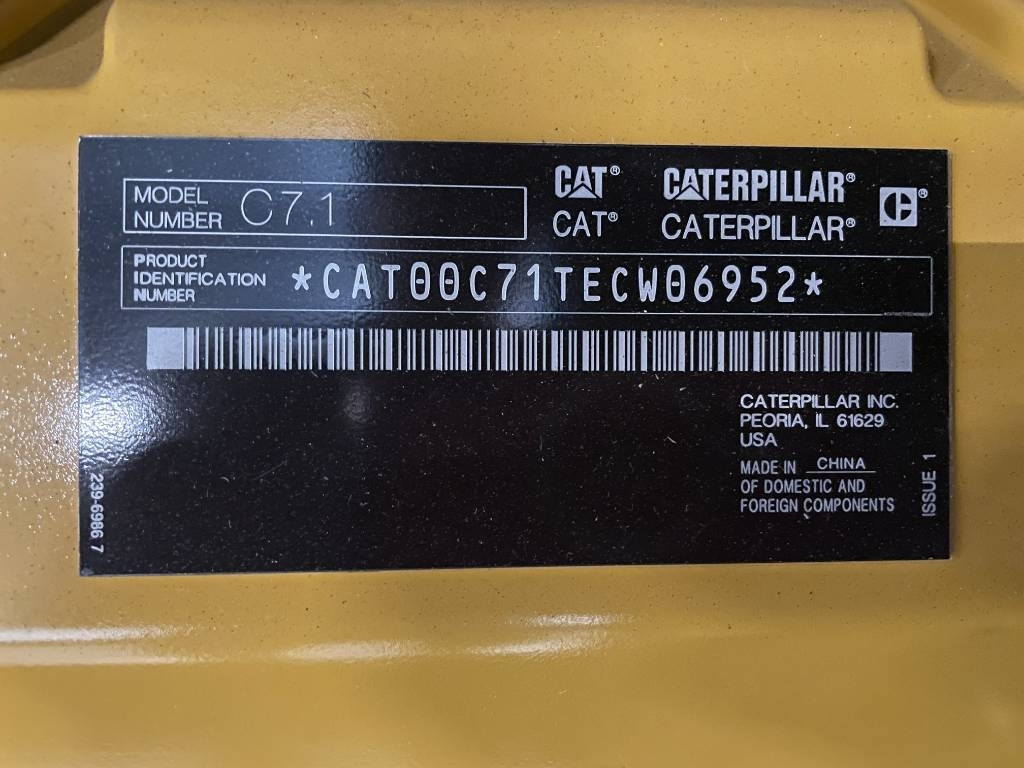 MODEL
NUMBER C7.1
CAT® CATERPILLAR® C®
CAT® CATERPILLAR®
PRODUCT
IDENTIFICATION
NUMBER
*CAT00C71TECW06952*
CATERPILLAR INC.
PEORIA, IL 61629
USA
MADE IN CHINA
OF DOMESTIC AND
FOREIGN COMPONENTS
ISSUE 1
239-6986 7